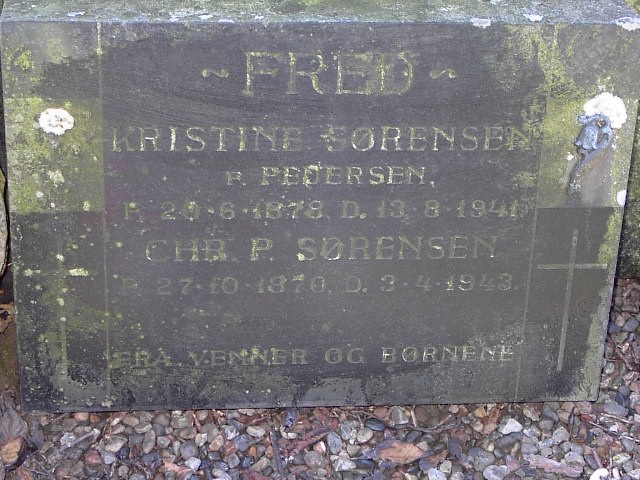 ~ FRED ~
KRISTINE SØRENSEN
F. PEDERSEN.
F. 20·6·1878. D. 13·8·1941.
CHR. P. SØRENSEN
F. 27·10·1870. D. 3·4·1943.
FRA VENNER OG BØRNENE